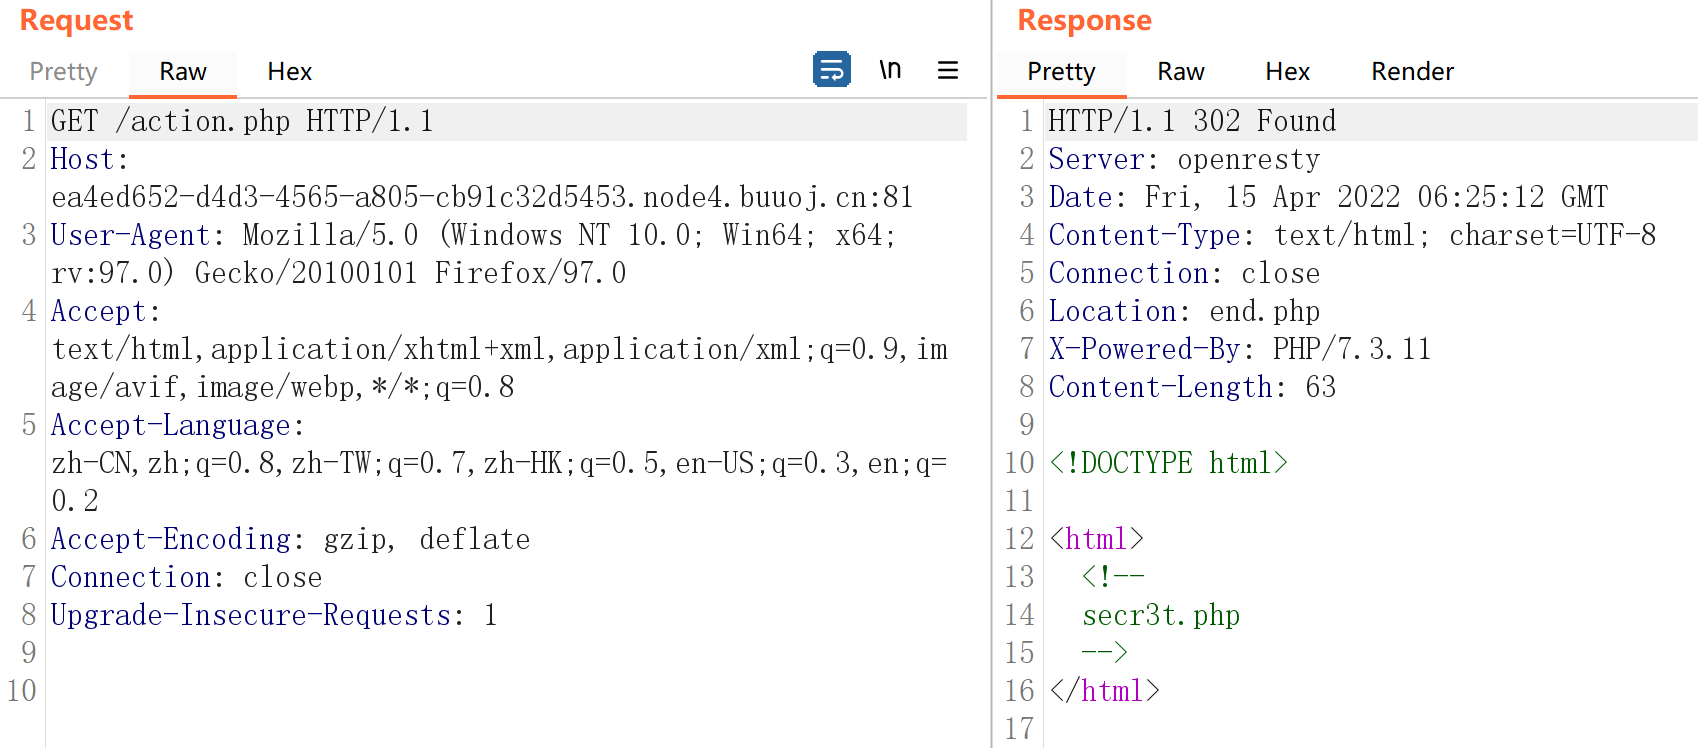 Request
Pretty Raw Hex \n
1 GET /action.php HTTP/1.1
2 Host:
ea4ed652-d4d3-4565-a805-cb91c32d5453.node4.buuoj.cn:81
3 User-Agent: Mozilla/5.0 (Windows NT 10.0; Win64; x64;
rv:97.0) Gecko/20100101 Firefox/97.0
4 Accept:
text/html,application/xhtml+xml,application/xml;q=0.9,im
age/avif,image/webp,*/*;q=0.8
5 Accept-Language:
zh-CN,zh;q=0.8,zh-TW;q=0.7,zh-HK;q=0.5,en-US;q=0.3,en;q=
0.2
6 Accept-Encoding: gzip, deflate
7 Connection: close
8 Upgrade-Insecure-Requests: 1
9
10
Response
Pretty Raw Hex Render
1 HTTP/1.1 302 Found
2 Server: openresty
3 Date: Fri, 15 Apr 2022 06:25:12 GMT
4 Content-Type: text/html; charset=UTF-8
5 Connection: close
6 Location: end.php
7 X-Powered-By: PHP/7.3.11
8 Content-Length: 63
9
10 <!DOCTYPE html>
11
12 <html>
13 <!--
14 secr3t.php
15 -->
16 </html>
17